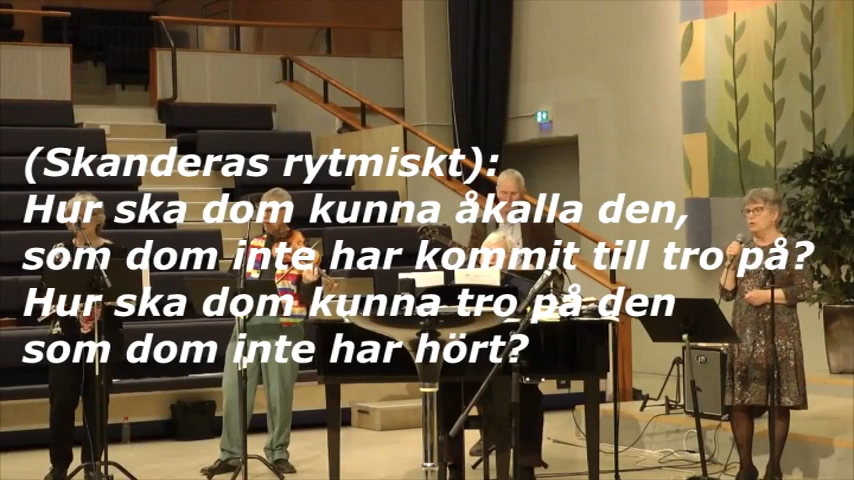 (Skanderas rytmiskt):
Hur ska dom kunna åkalla den,
som dom inte har kommit till tro på?
Hur ska dom kunna tro på den
som dom inte har hört?